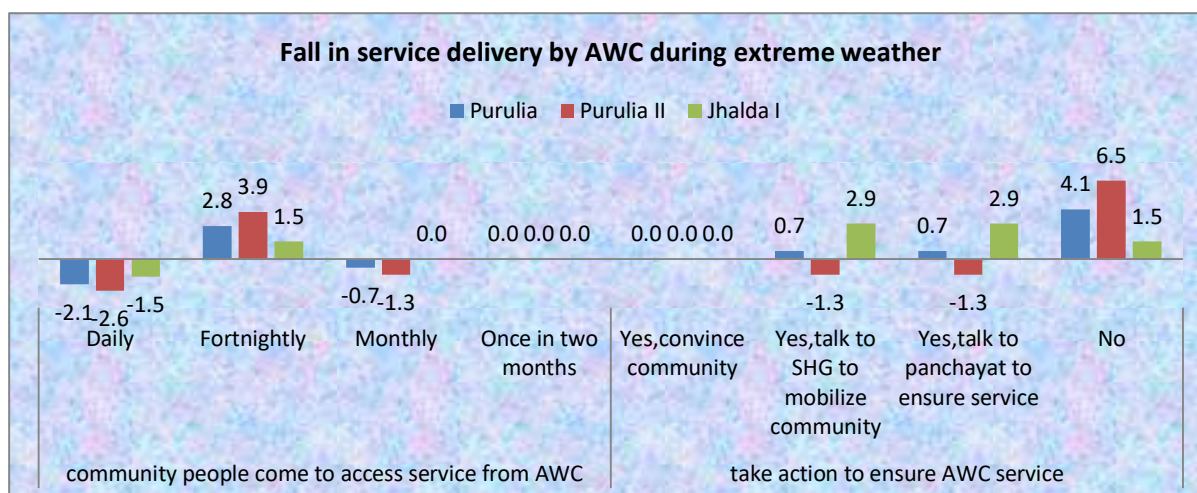 Fall in service delivery by AWC during extreme weather
Purulia Purulia II Jhalda I
-2.1 -2.6 -1.5
2.8 3.9 1.5
-0.7 -1.3 0.0
0.0 0.0 0.0
0.0 0.0 0.0
0.7 -1.3 2.9
0.7 -1.3 2.9
4.1 6.5 1.5
Daily
Fortnightly
Monthly
Once in two
months
Yes,convince
community
Yes,talk to
SHG to
mobilize
community
Yes,talk to
panchayat to
ensure service
No
community people come to access service from AWC
take action to ensure AWC service